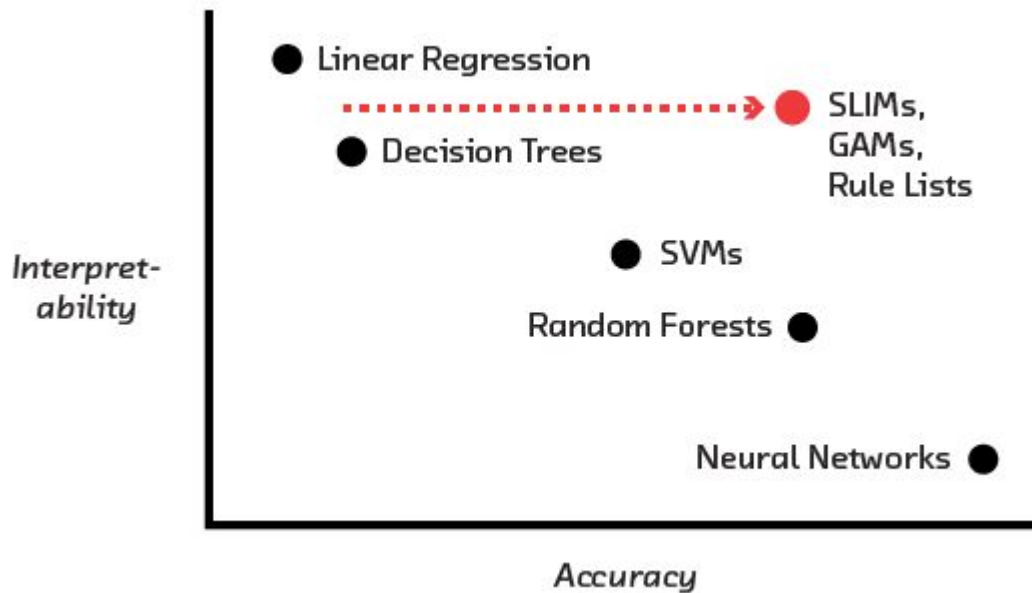 Linear Regression
SLIMs,
GAMs,
Rule Lists
Decision Trees
SVMs
Interpret-
ability
Random Forests
Neural Networks
Accuracy